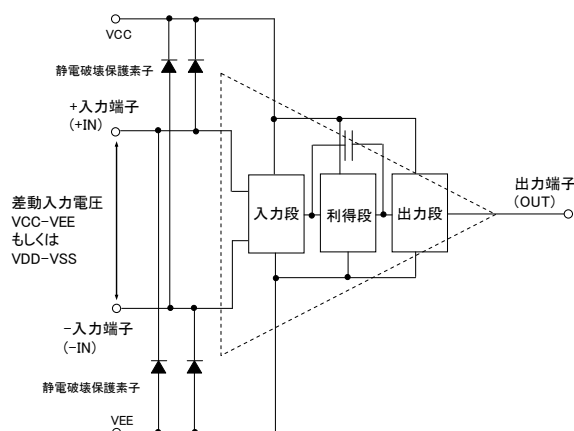 VCC
静電破壊保護素子
+入力端子
(+IN)
差動入力電圧
VCC-VEE
もしくは
VDD-VSS
入力段
利得段
出力段
出力端子
(OUT)
-入力端子
(-IN)
静電破壊保護素子
VEE